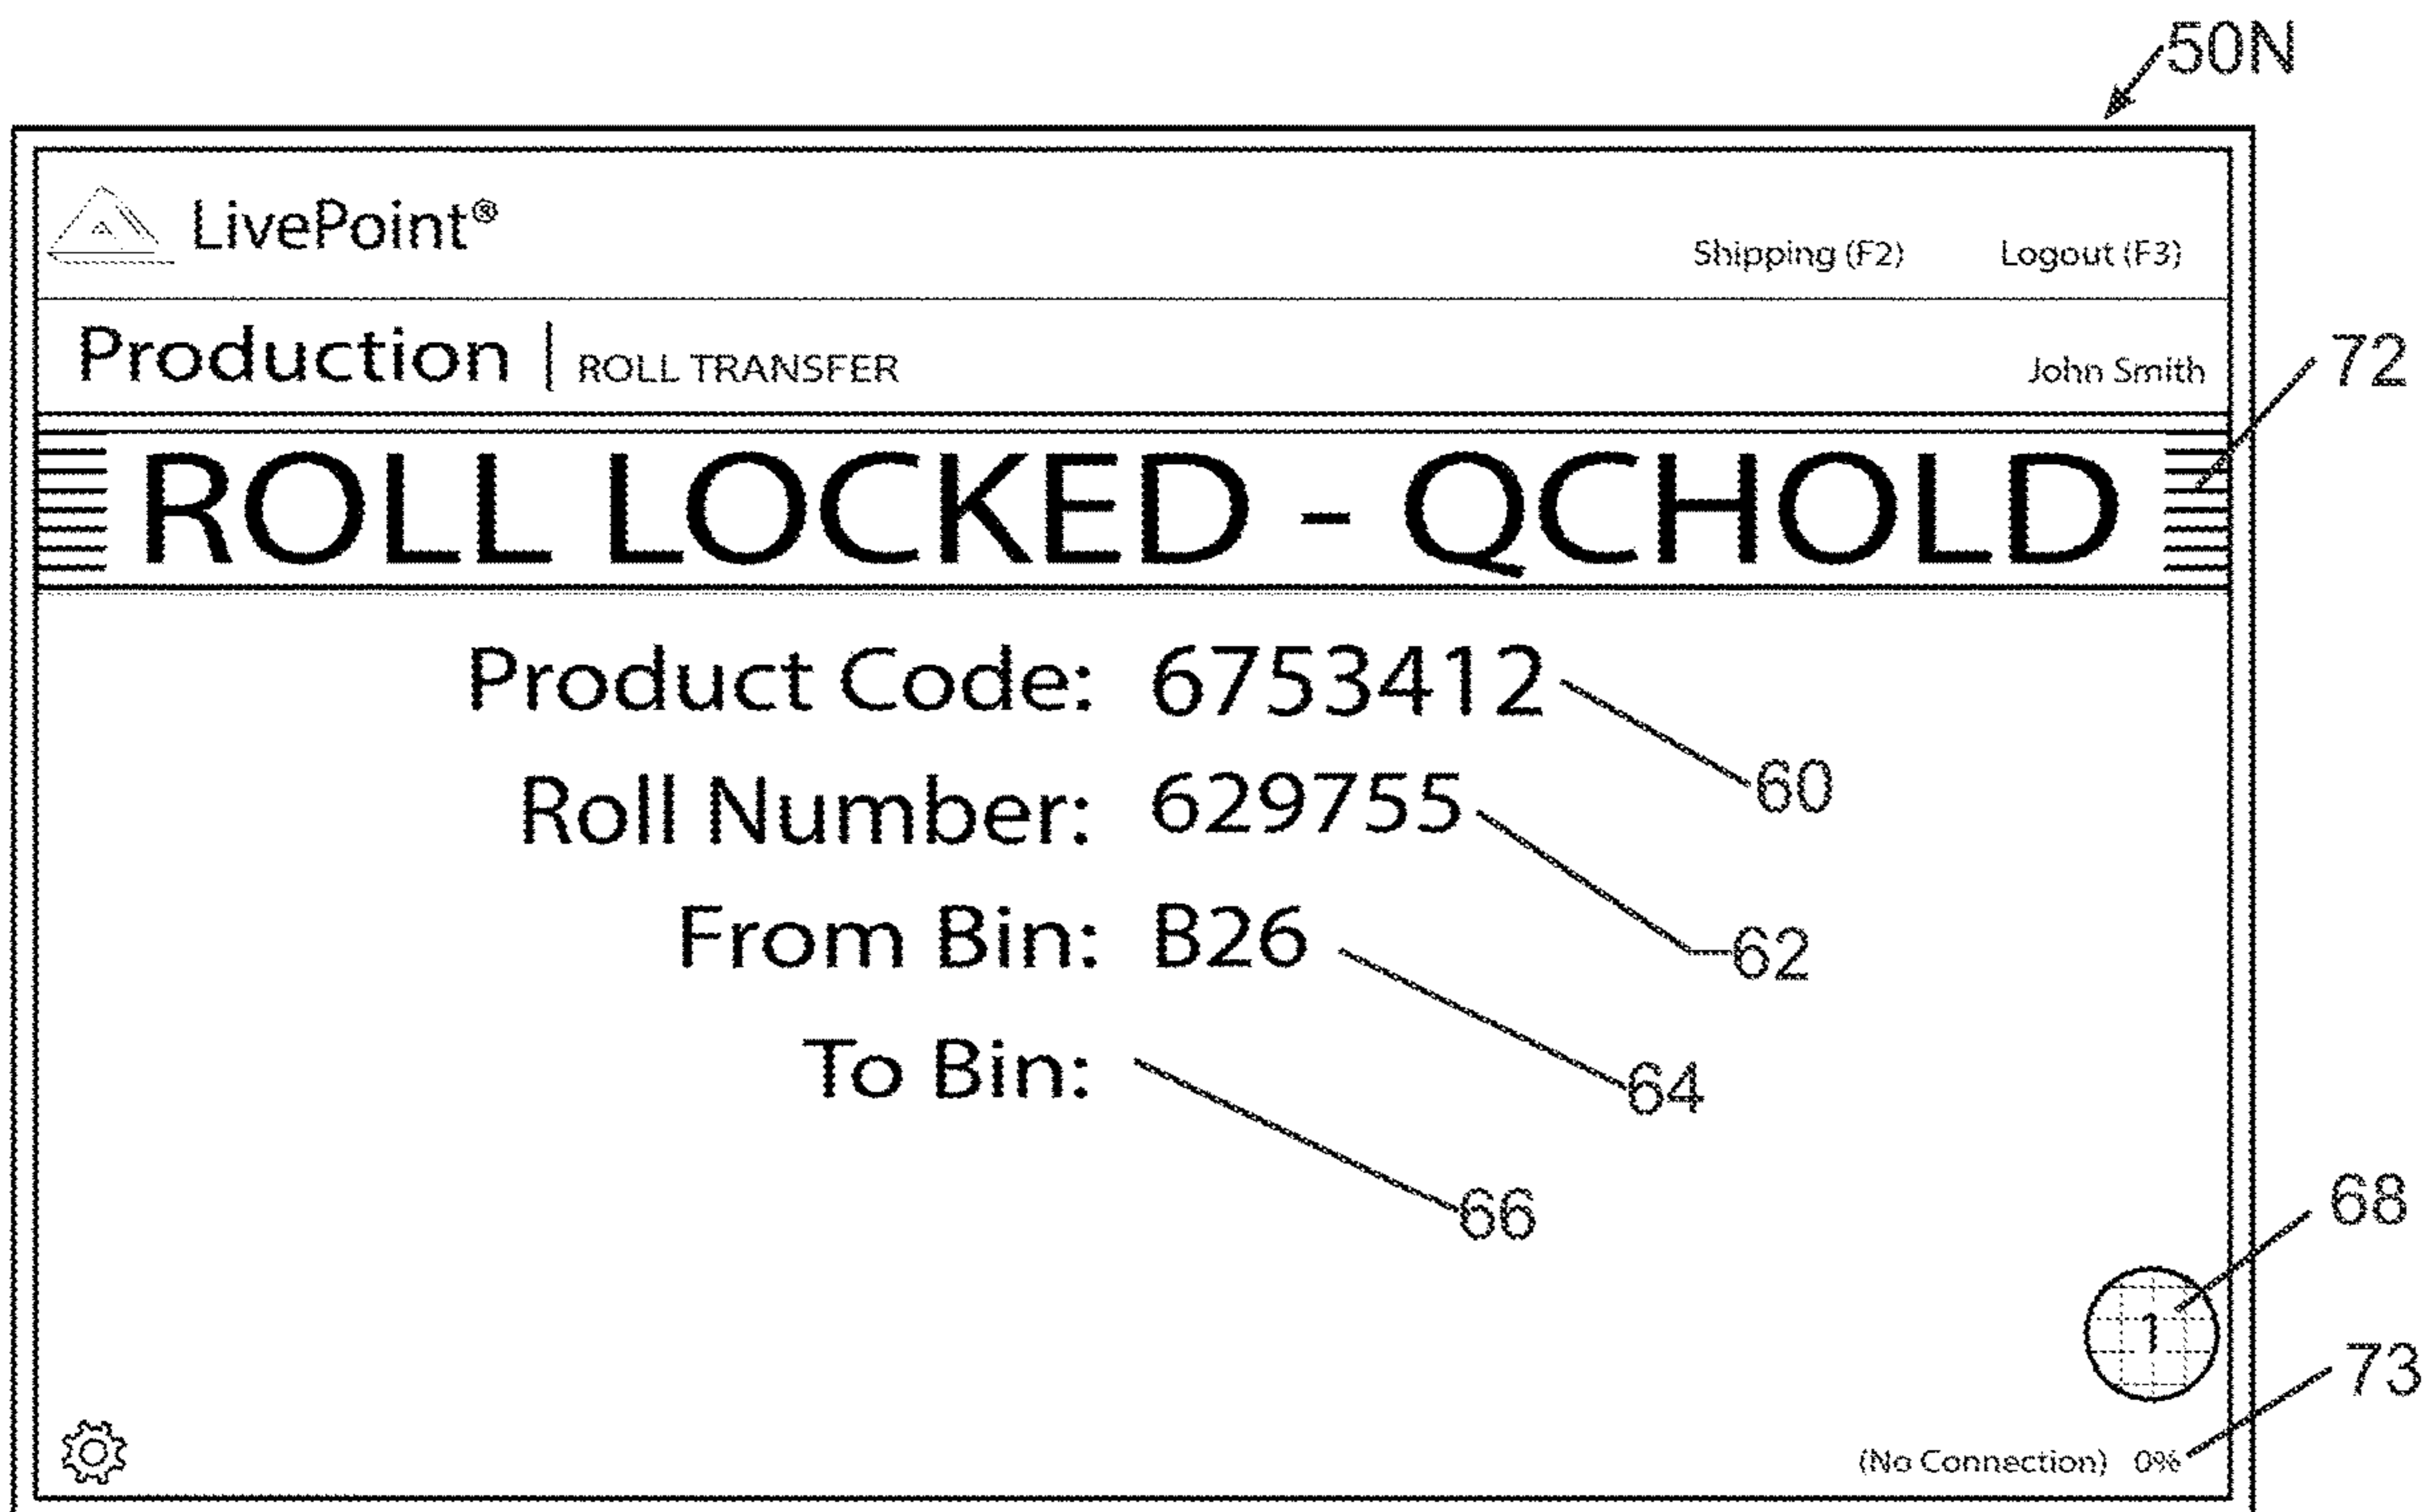 50N
LivePoint®
Shipping (F2) Logout (F3)
Production | ROLL TRANSFER John Smith
72
ROLL LOCKED - QCHOLD
Product Code: 6753412
60
Roll Number: 629755
62
From Bin: B26
64
To Bin:
66
68
1
73
(No Connection) 0%